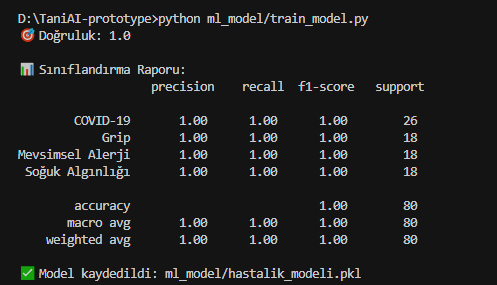 D:\TaniAI-prototype>python ml_model/train_model.py
🎯 Doğruluk: 1.0
📊 Sınıflandırma Raporu:
precision recall f1-score support
COVID-19 1.00 1.00 1.00 26
Grip 1.00 1.00 1.00 18
Mevsimsel Alerji 1.00 1.00 1.00 18
Soğuk Algınlığı 1.00 1.00 1.00 18
accuracy 1.00 80
macro avg 1.00 1.00 1.00 80
weighted avg 1.00 1.00 1.00 80
✅ Model kaydedildi: ml_model/hastalik_modeli.pkl